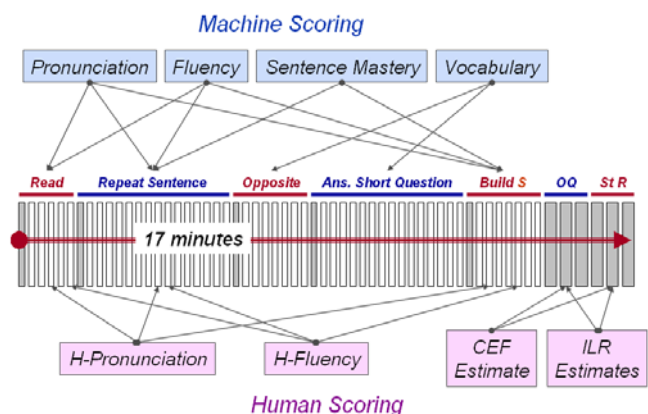 Machine Scoring
Pronunciation Fluency Sentence Mastery Vocabulary
Read Repeat Sentence Opposite Ans. Short Question Build S OQ St R
17 minutes
H-Pronunciation H-Fluency CEF Estimate ILR Estimates
Human Scoring